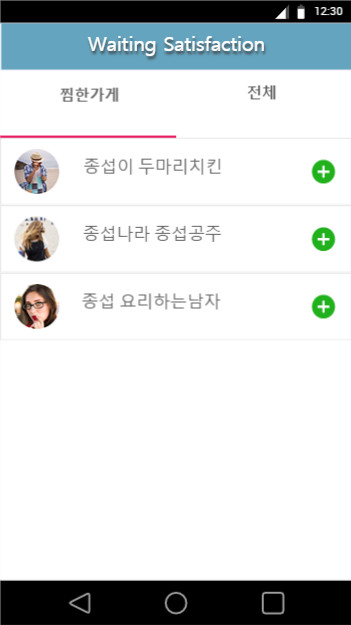 12:30
Waiting Satisfaction
찜한가게
전체
종섭이 두마리치킨
종섭나라 종섭공주
종섭 요리하는남자